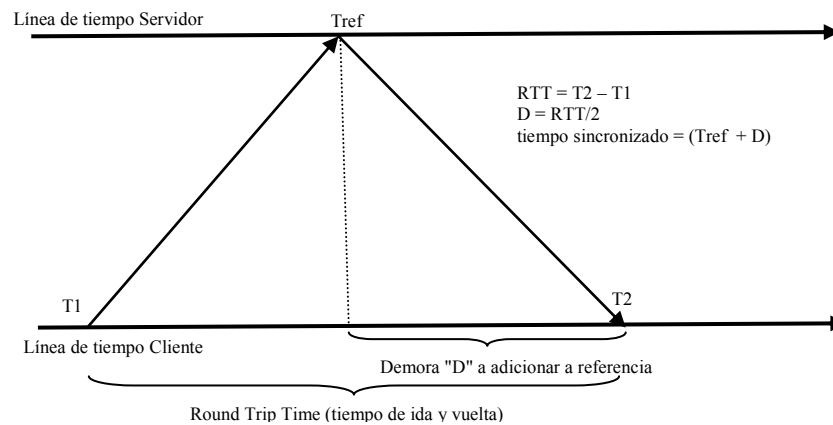 Línea de tiempo Servidor
Tref
RTT = T2 – T1
D = RTT/2
tiempo sincronizado = (Tref + D)
T1
T2
Línea de tiempo Cliente
Demora "D" a adicionar a referencia
Round Trip Time (tiempo de ida y vuelta)